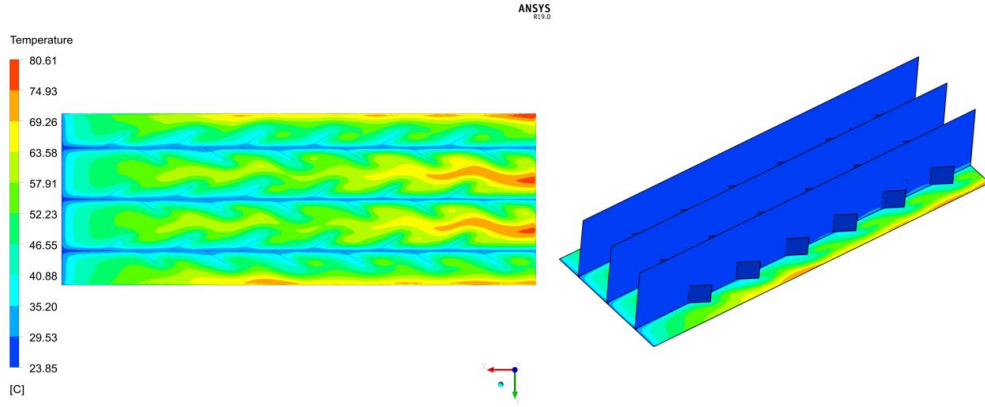 ANSYS
R19.0
Temperature
80.61
74.93
69.26
63.58
57.91
52.23
46.55
40.88
35.20
29.53
23.85
[C]